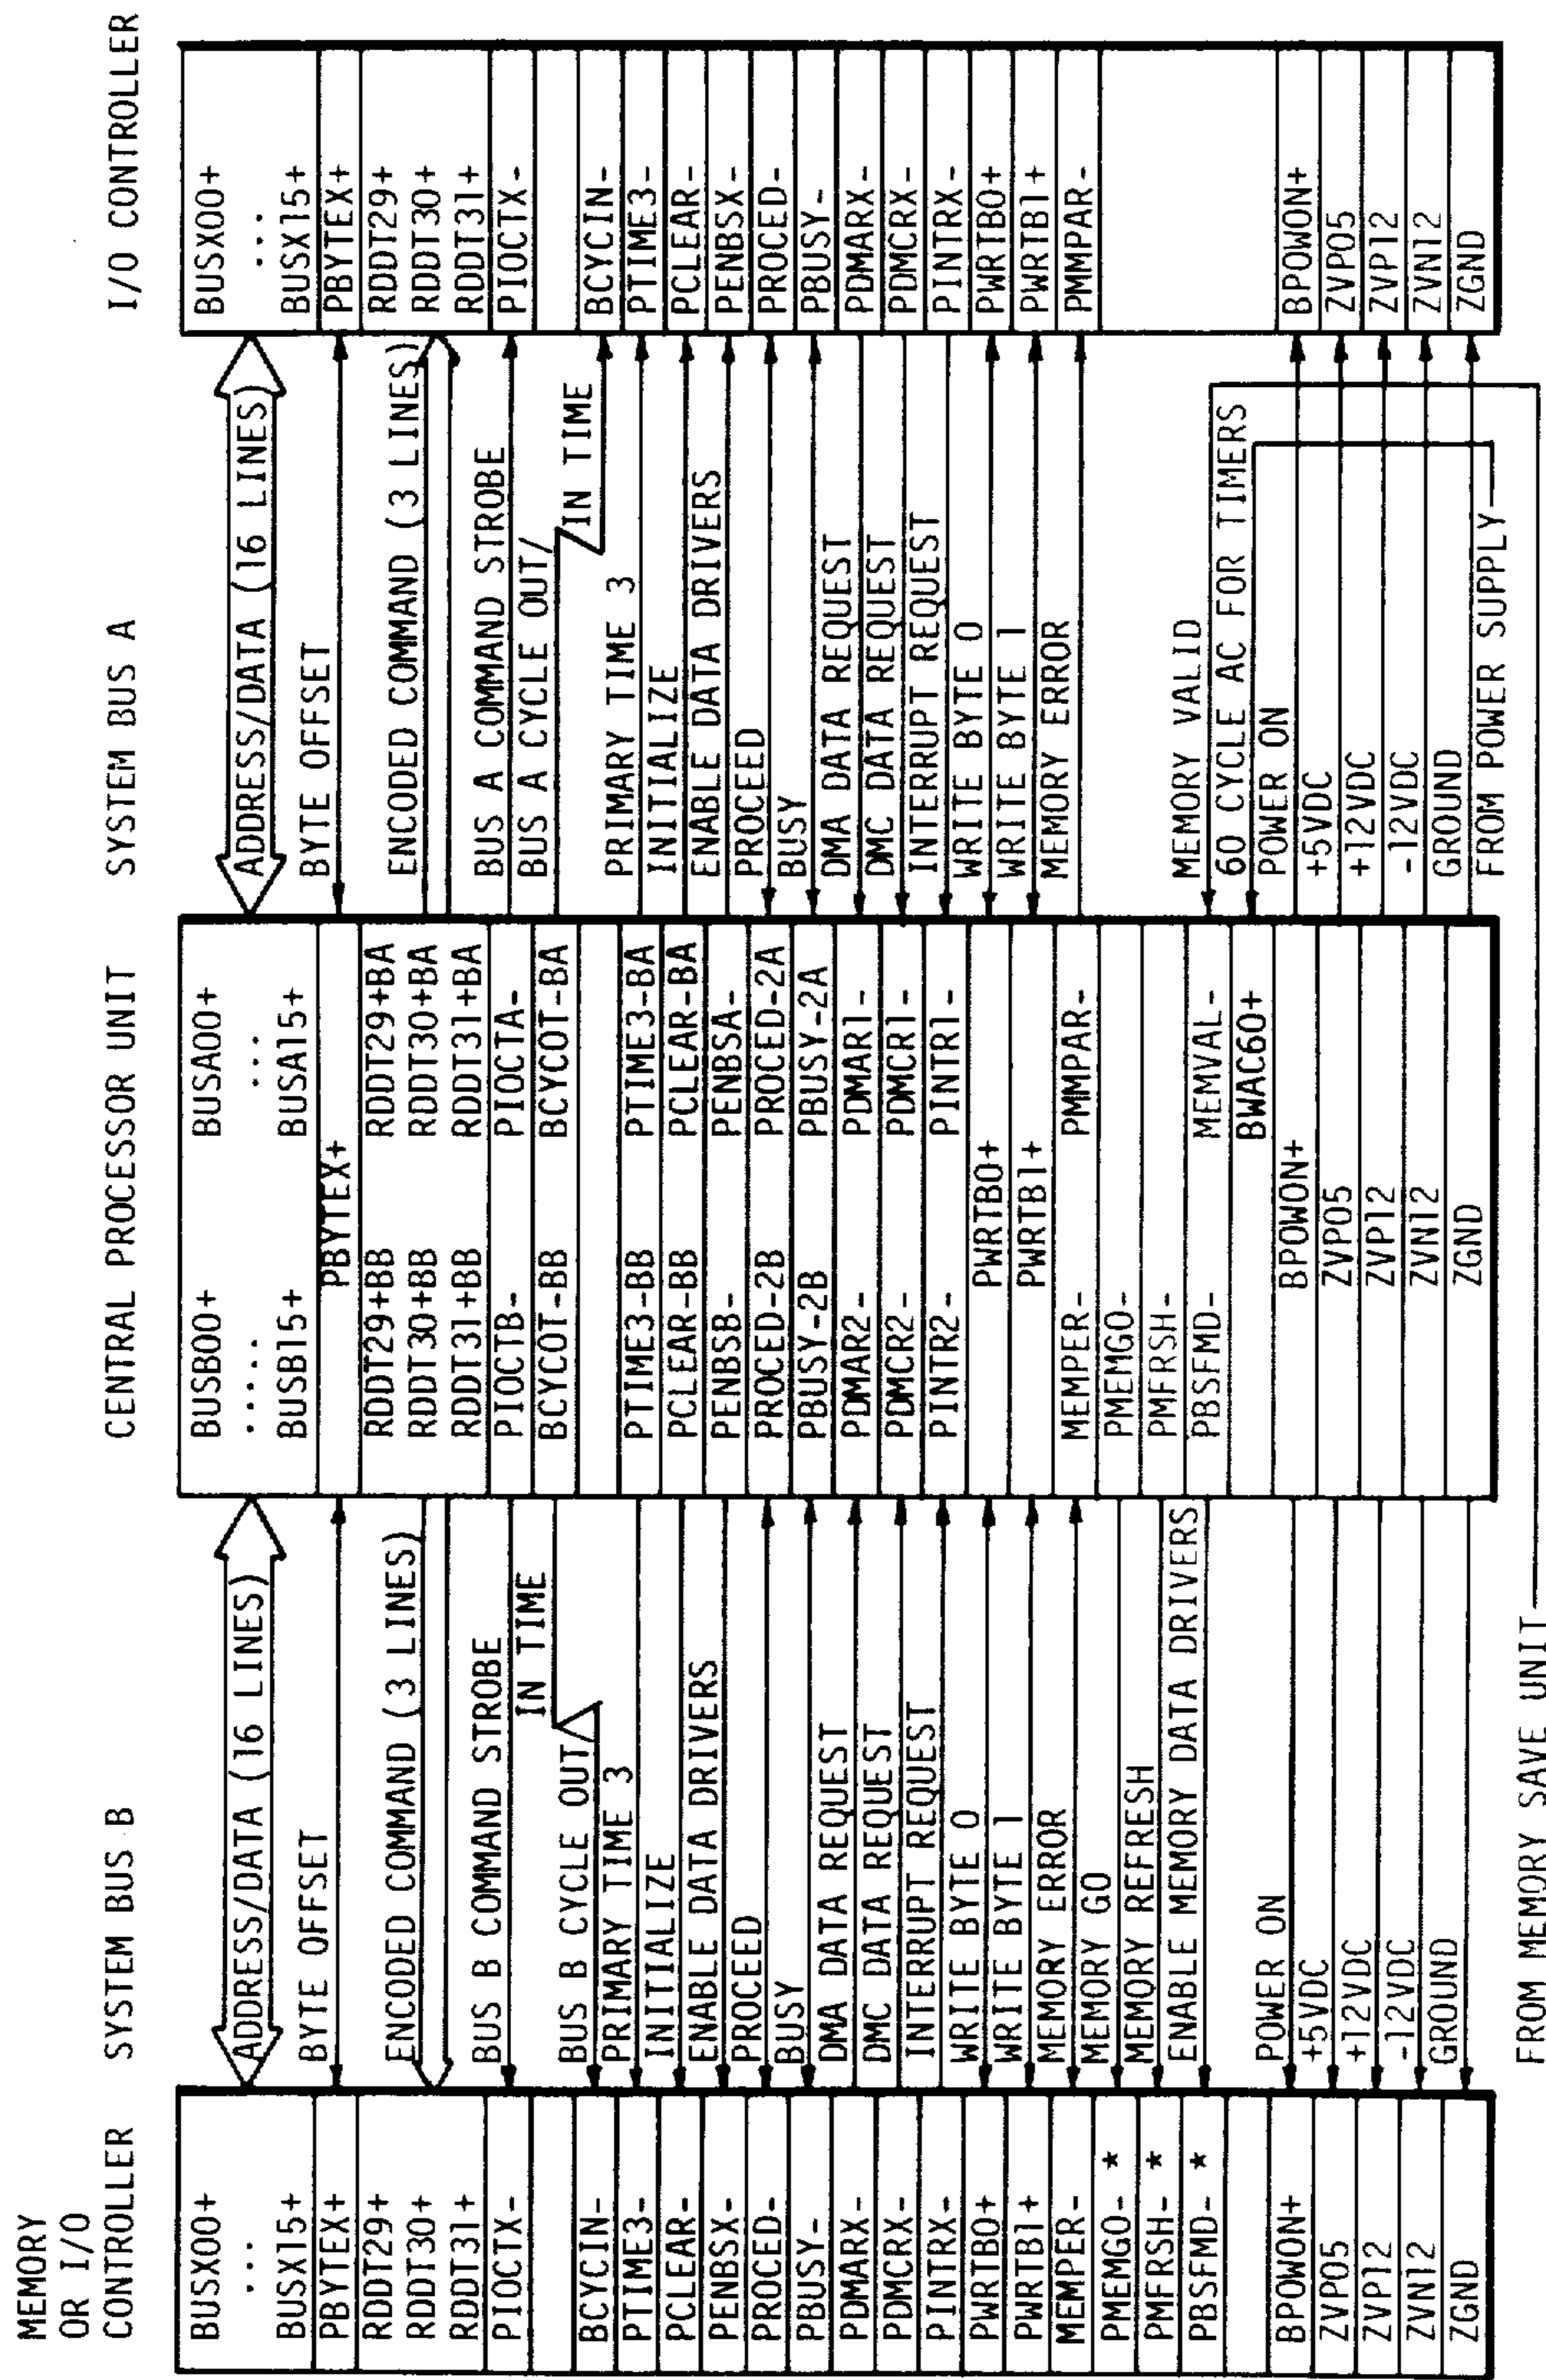 MEMORY
OR I/O
CONTROLLER
SYSTEM BUS B
CENTRAL PROCESSOR UNIT
SYSTEM BUS A
I/O CONTROLLER
BUSX00+
...
BUSX15+
PBYTEX+
RDDT29+
RDDT30+
RDDT31+
PIOCTX-
BCYCIN-
PTIME3-
PCLEAR-
PENBSX-
PROCED-
PBUSY-
PDMARX-
PDMCRX-
PINTRX-
PWRTB0+
PWRTB1+
MEMPER-
PMEMGO- *
PMFRSH- *
PBSFMD- *
BPOWON+
ZVP05
ZVP12
ZVN12
ZGND
ADDRESS/DATA (16 LINES)
BYTE OFFSET
ENCODED COMMAND (3 LINES)
BUS B COMMAND STROBE
IN TIME
BUS B CYCLE OUT/
PRIMARY TIME 3
INITIALIZE
ENABLE DATA DRIVERS
PROCEED
BUSY
DMA DATA REQUEST
DMC DATA REQUEST
INTERRUPT REQUEST
WRITE BYTE 0
WRITE BYTE 1
MEMORY ERROR
MEMORY GO
MEMORY REFRESH
ENABLE MEMORY DATA DRIVERS
POWER ON
+5VDC
+12VDC
-12VDC
GROUND
FROM MEMORY SAVE UNIT
BUSB00+ BUSA00+
.... ...
BUSB15+ BUSA15+
PBYTEX+
RDDT29+BB RDDT29+BA
RDDT30+BB RDDT30+BA
RDDT31+BB RDDT31+BA
PIOCTB- PIOCTA-
BCYCOT-BB BCYCOT-BA
PTIME3-BB PTIME3-BA
PCLEAR-BB PCLEAR-BA
PENBSB- PENBSA-
PROCED-2B PROCED-2A
PBUSY-2B PBUSY-2A
PDMAR2- PDMAR1-
PDMCR2- PDMCR1-
PINTR2- PINTR1-
PWRTB0+
PWRTB1+
MEMPER- PMMPAR-
PMEMGO-
PMFRSH-
PBSFMD- MEMVAL-
BWAC60+
BPOWON+
ZVP05
ZVP12
ZVN12
ZGND
ADDRESS/DATA (16 LINES)
BYTE OFFSET
ENCODED COMMAND (3 LINES)
BUS A COMMAND STROBE
BUS A CYCLE OUT/
/IN TIME
PRIMARY TIME 3
INITIALIZE
ENABLE DATA DRIVERS
PROCEED
BUSY
DMA DATA REQUEST
DMC DATA REQUEST
INTERRUPT REQUEST
WRITE BYTE 0
WRITE BYTE 1
MEMORY ERROR
MEMORY VALID
60 CYCLE AC FOR TIMERS
POWER ON
+5VDC
+12VDC
-12VDC
GROUND
FROM POWER SUPPLY
BUSX00+
...
BUSX15+
PBYTEX+
RDDT29+
RDDT30+
RDDT31+
PIOCTX-
BCYCIN-
PTIME3-
PCLEAR-
PENBSX-
PROCED-
PBUSY-
PDMARX-
PDMCRX-
PINTRX-
PWRTB0+
PWRTB1+
PMMPAR-
BPOWON+
ZVP05
ZVP12
ZVN12
ZGND